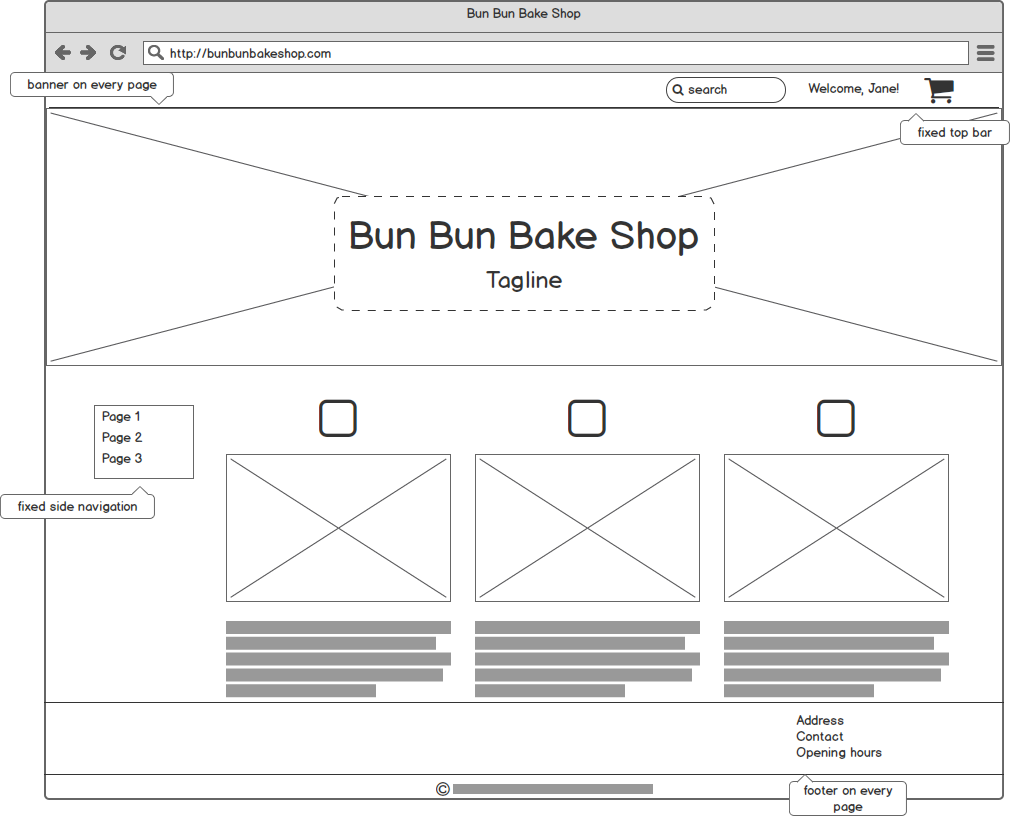 Bun Bun Bake Shop
http://bunbunbakeshop.com
banner on every page
search
Welcome, Jane!
fixed top bar
Bun Bun Bake Shop
Tagline
Page 1
Page 2
Page 3
fixed side navigation
Address
Contact
Opening hours
©
footer on every
page